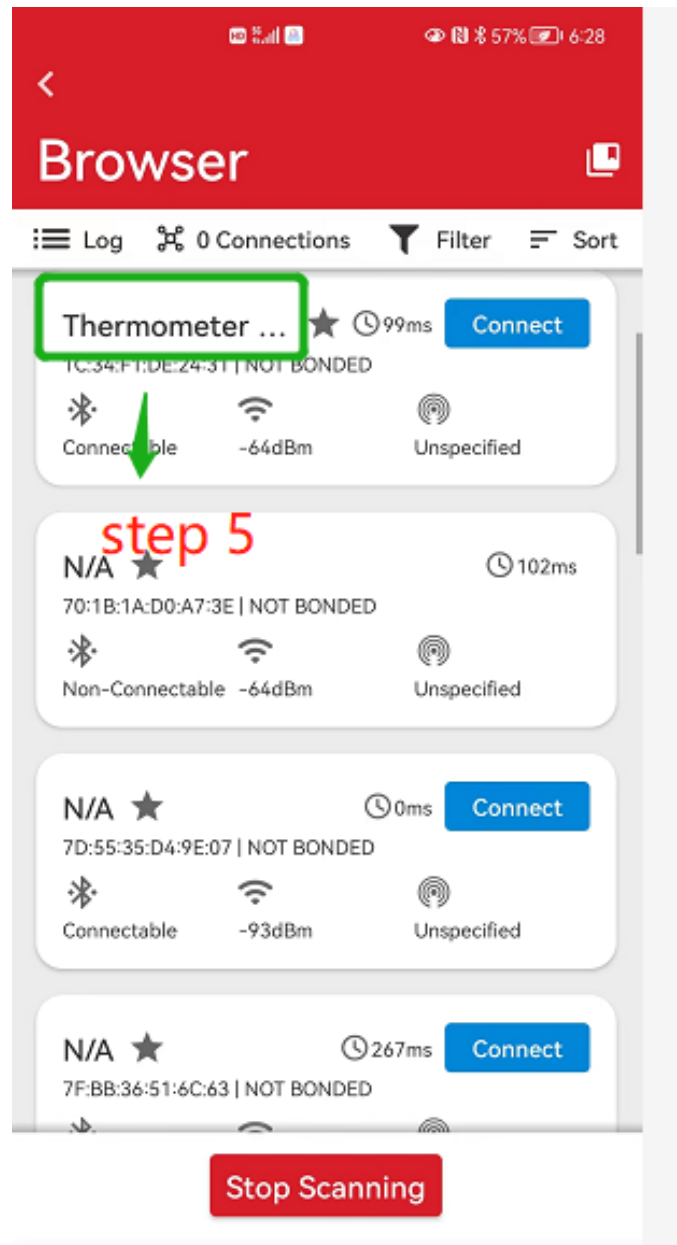 57% 6:28
Browser
Log 0 Connections Filter Sort
Thermometer ... 99ms Connect
1C:34:F1:DE:24:31 | NOT BONDED
Connectable -64dBm Unspecified
step 5
N/A 102ms
70:1B:1A:D0:A7:3E | NOT BONDED
Non-Connectable -64dBm Unspecified
N/A 0ms Connect
7D:55:35:D4:9E:07 | NOT BONDED
Connectable -93dBm Unspecified
N/A 267ms Connect
7F:BB:36:51:6C:63 | NOT BONDED
Stop Scanning